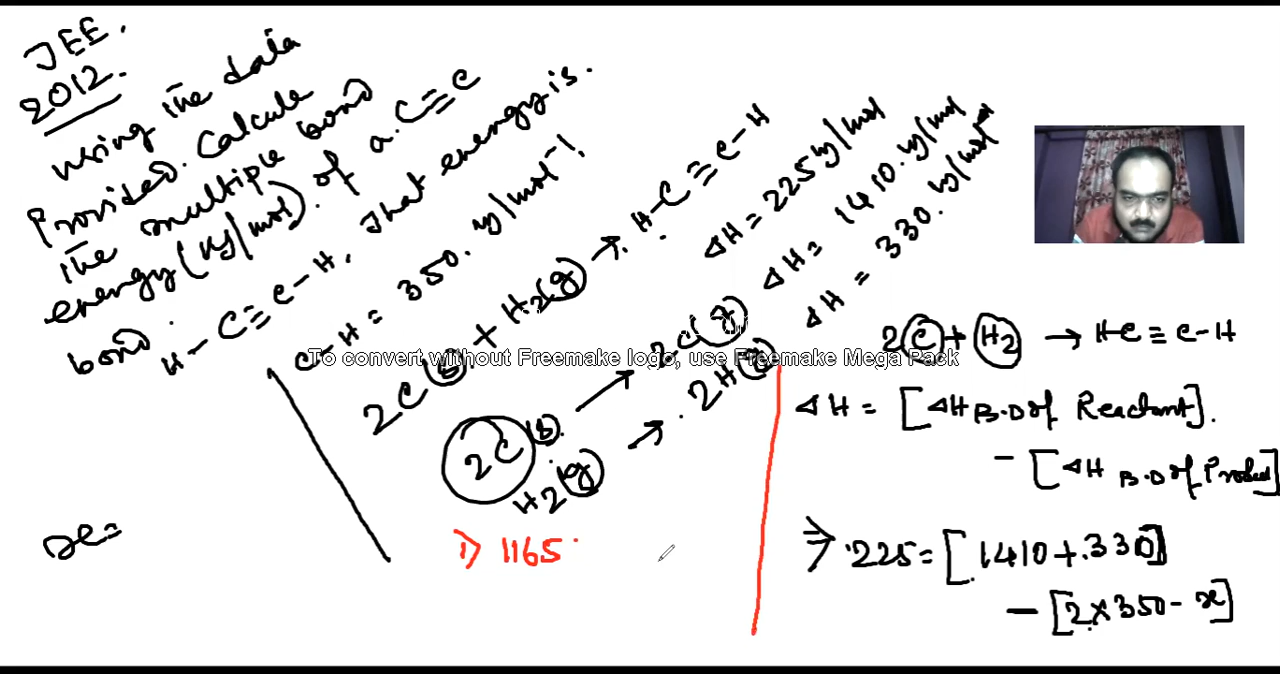 JEE.
2012.
Using the data
Provided. Calculate
the multiple bond
energy (kJ/mol). of a. C≡C
bond. H-C≡C-H. That energy is.
C-H = 350. kJ/mol⁻¹.
2C(s) + H2(g) → H-C≡C-H
ΔH = 225 kJ/mol
2C(s). → 2C(g)
ΔH = 1410. kJ/mol
H2(g) → 2H(g)
ΔH = 330. kJ/mol
1) 1165
x=
2C + H2 → HC≡C-H
ΔH = [ΔH B.D of Reactant].
- [ΔH B.D of Product]
⇒ 225 = [1410 + 330]
- [2×350 - x]
To convert without Freemake logo, use Freemake Mega Pack